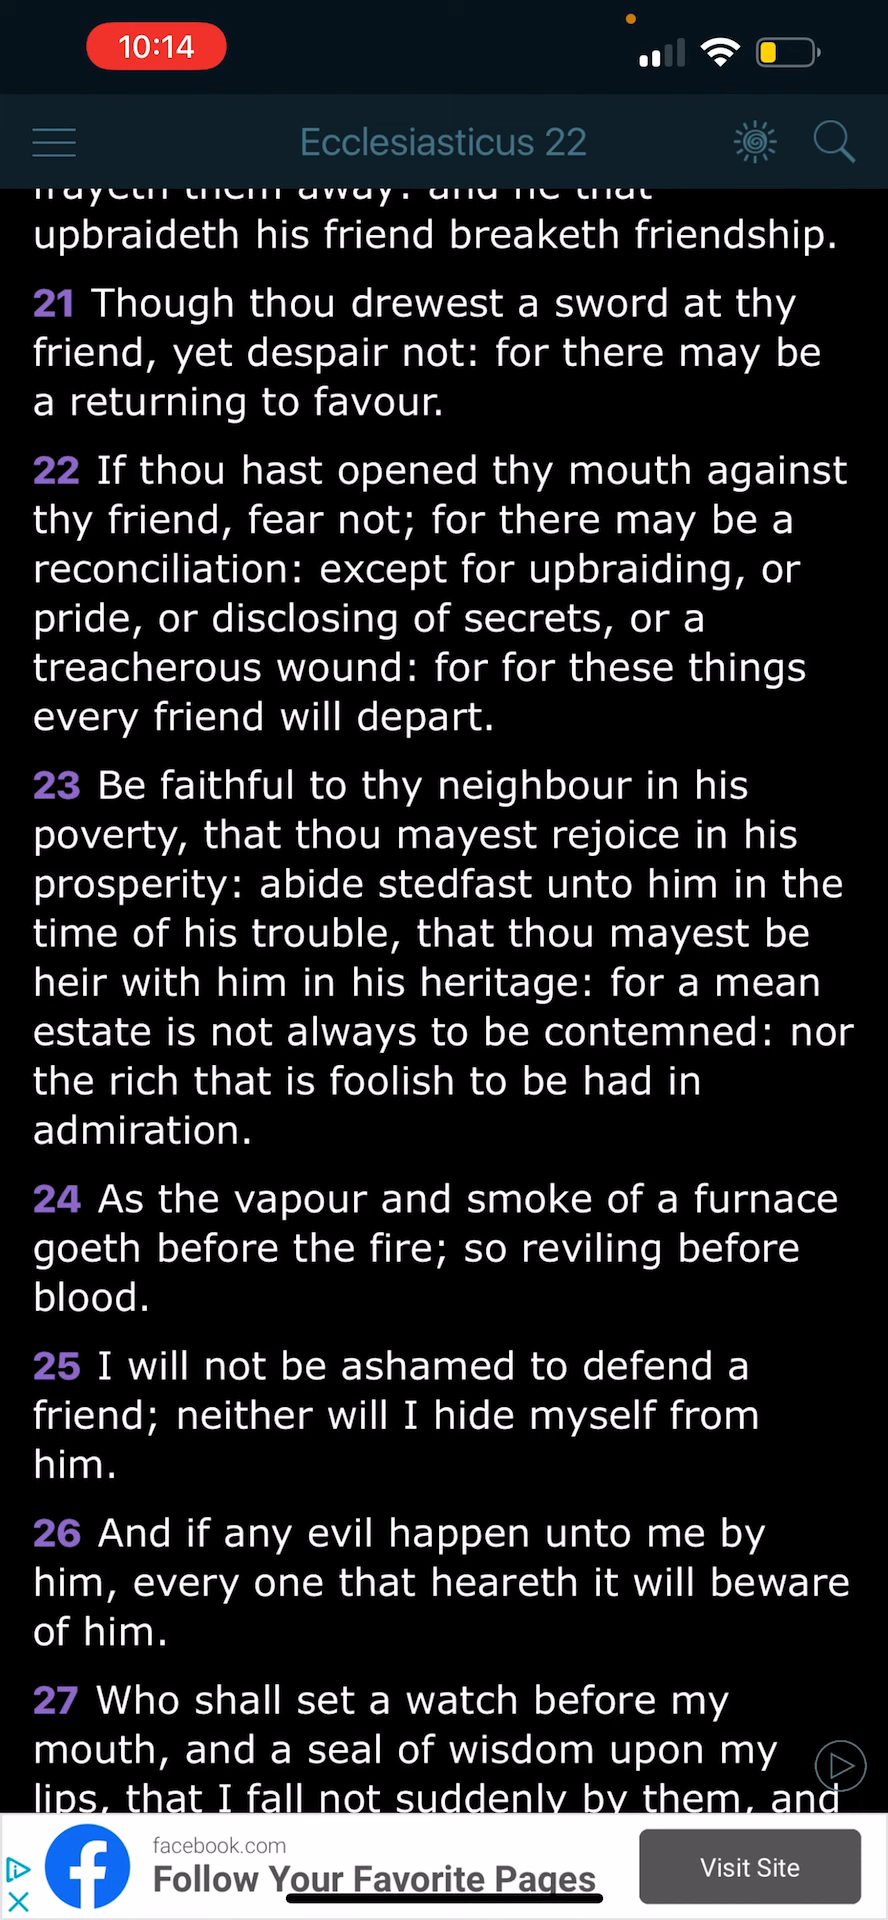 10:14
Ecclesiasticus 22
frayeth them away: and he that
upbraideth his friend breaketh friendship.
21 Though thou drewest a sword at thy
friend, yet despair not: for there may be
a returning to favour.
22 If thou hast opened thy mouth against
thy friend, fear not; for there may be a
reconciliation: except for upbraiding, or
pride, or disclosing of secrets, or a
treacherous wound: for for these things
every friend will depart.
23 Be faithful to thy neighbour in his
poverty, that thou mayest rejoice in his
prosperity: abide stedfast unto him in the
time of his trouble, that thou mayest be
heir with him in his heritage: for a mean
estate is not always to be contemned: nor
the rich that is foolish to be had in
admiration.
24 As the vapour and smoke of a furnace
goeth before the fire; so reviling before
blood.
25 I will not be ashamed to defend a
friend; neither will I hide myself from
him.
26 And if any evil happen unto me by
him, every one that heareth it will beware
of him.
27 Who shall set a watch before my
mouth, and a seal of wisdom upon my
lips, that I fall not suddenly by them, and
facebook.com
Follow Your Favorite Pages
Visit Site